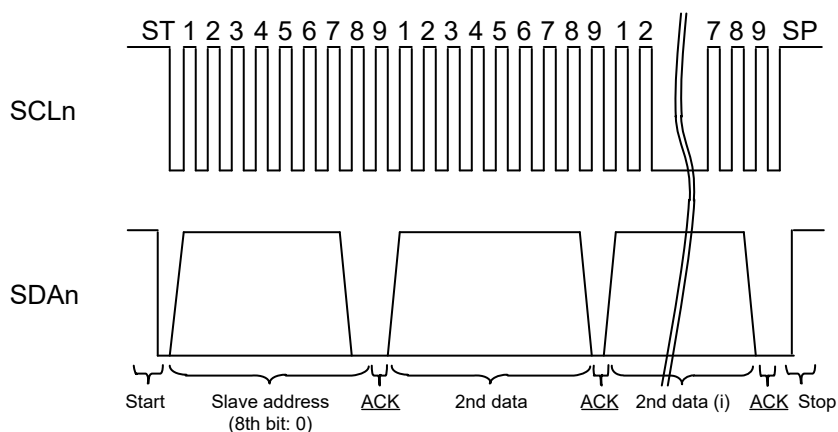 ST 1 2 3 4 5 6 7 8 9 1 2 3 4 5 6 7 8 9 1 2 7 8 9 SP
SCLn
SDAn
Start Slave address ACK 2nd data ACK 2nd data (i) ACK Stop
(8th bit: 0)